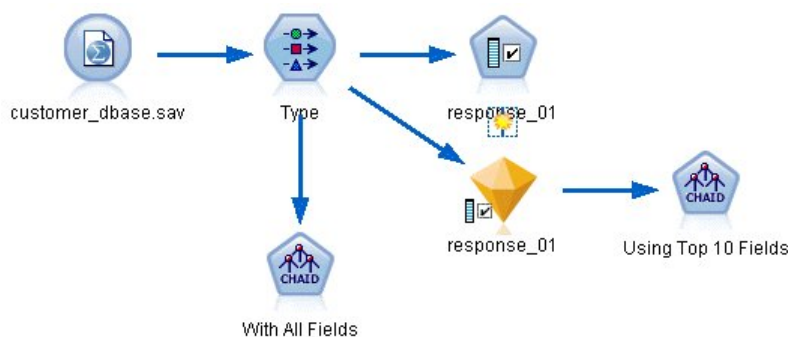 customer_dbase.sav
Type
response_01
response_01
CHAID
Using Top 10 Fields
CHAID
With All Fields